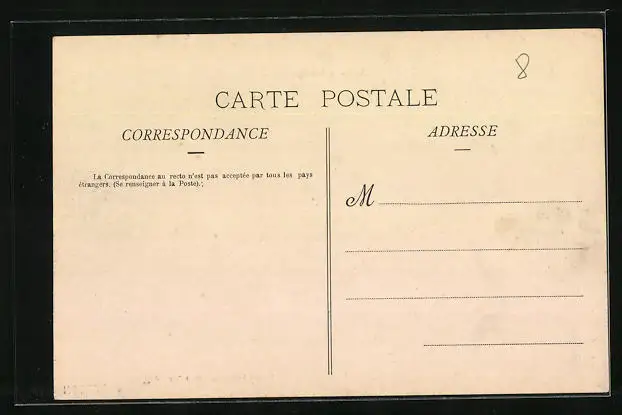 8
CARTE POSTALE
CORRESPONDANCE
La Correspondance au recto n'est pas acceptée par tous les pays
étrangers. (Se renseigner à la Poste).
ADRESSE
M